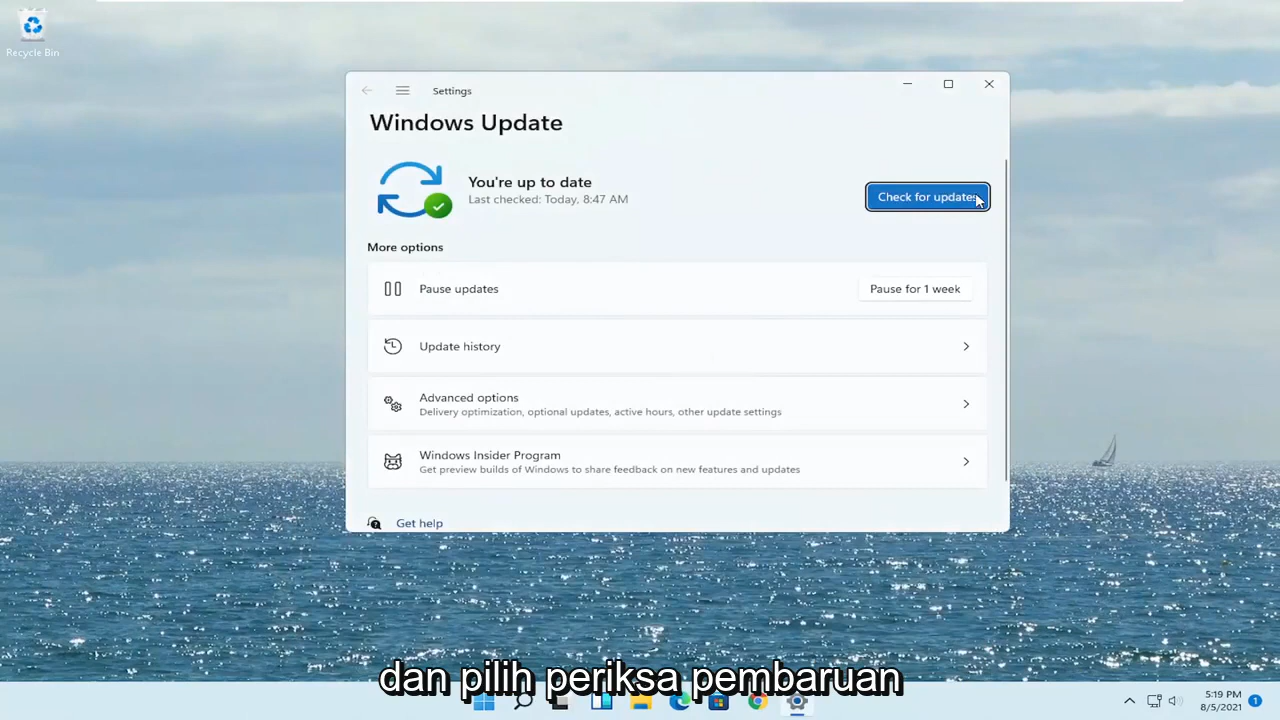 Recycle Bin
Settings
Windows Update
You're up to date
Last checked: Today, 8:47 AM
Check for updates
More options
Pause updates
Pause for 1 week
Update history
Advanced options
Delivery optimization, optional updates, active hours, other update settings
Windows Insider Program
Get preview builds of Windows to share feedback on new features and updates
Get help
dan pilih periksa pembaruan
5:19 PM
8/5/2021
1